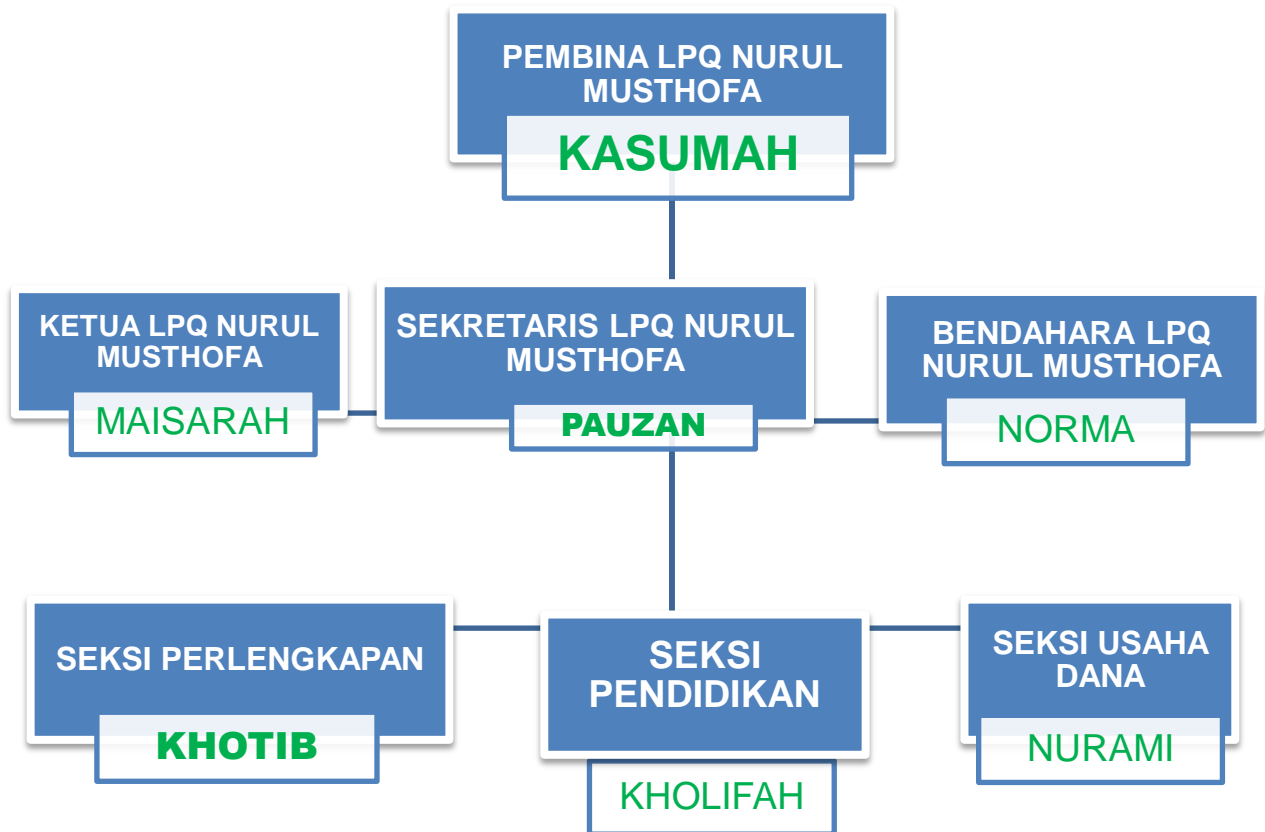 PEMBINA LPQ NURUL
MUSTHOFA
KASUMAH
KETUA LPQ NURUL
MUSTHOFA
MAISARAH
SEKRETARIS LPQ NURUL
MUSTHOFA
PAUZAN
BENDAHARA LPQ
NURUL MUSTHOFA
NORMA
SEKSI PERLENGKAPAN
KHOTIB
SEKSI
PENDIDIKAN
KHOLIFAH
SEKSI USAHA
DANA
NURAMI